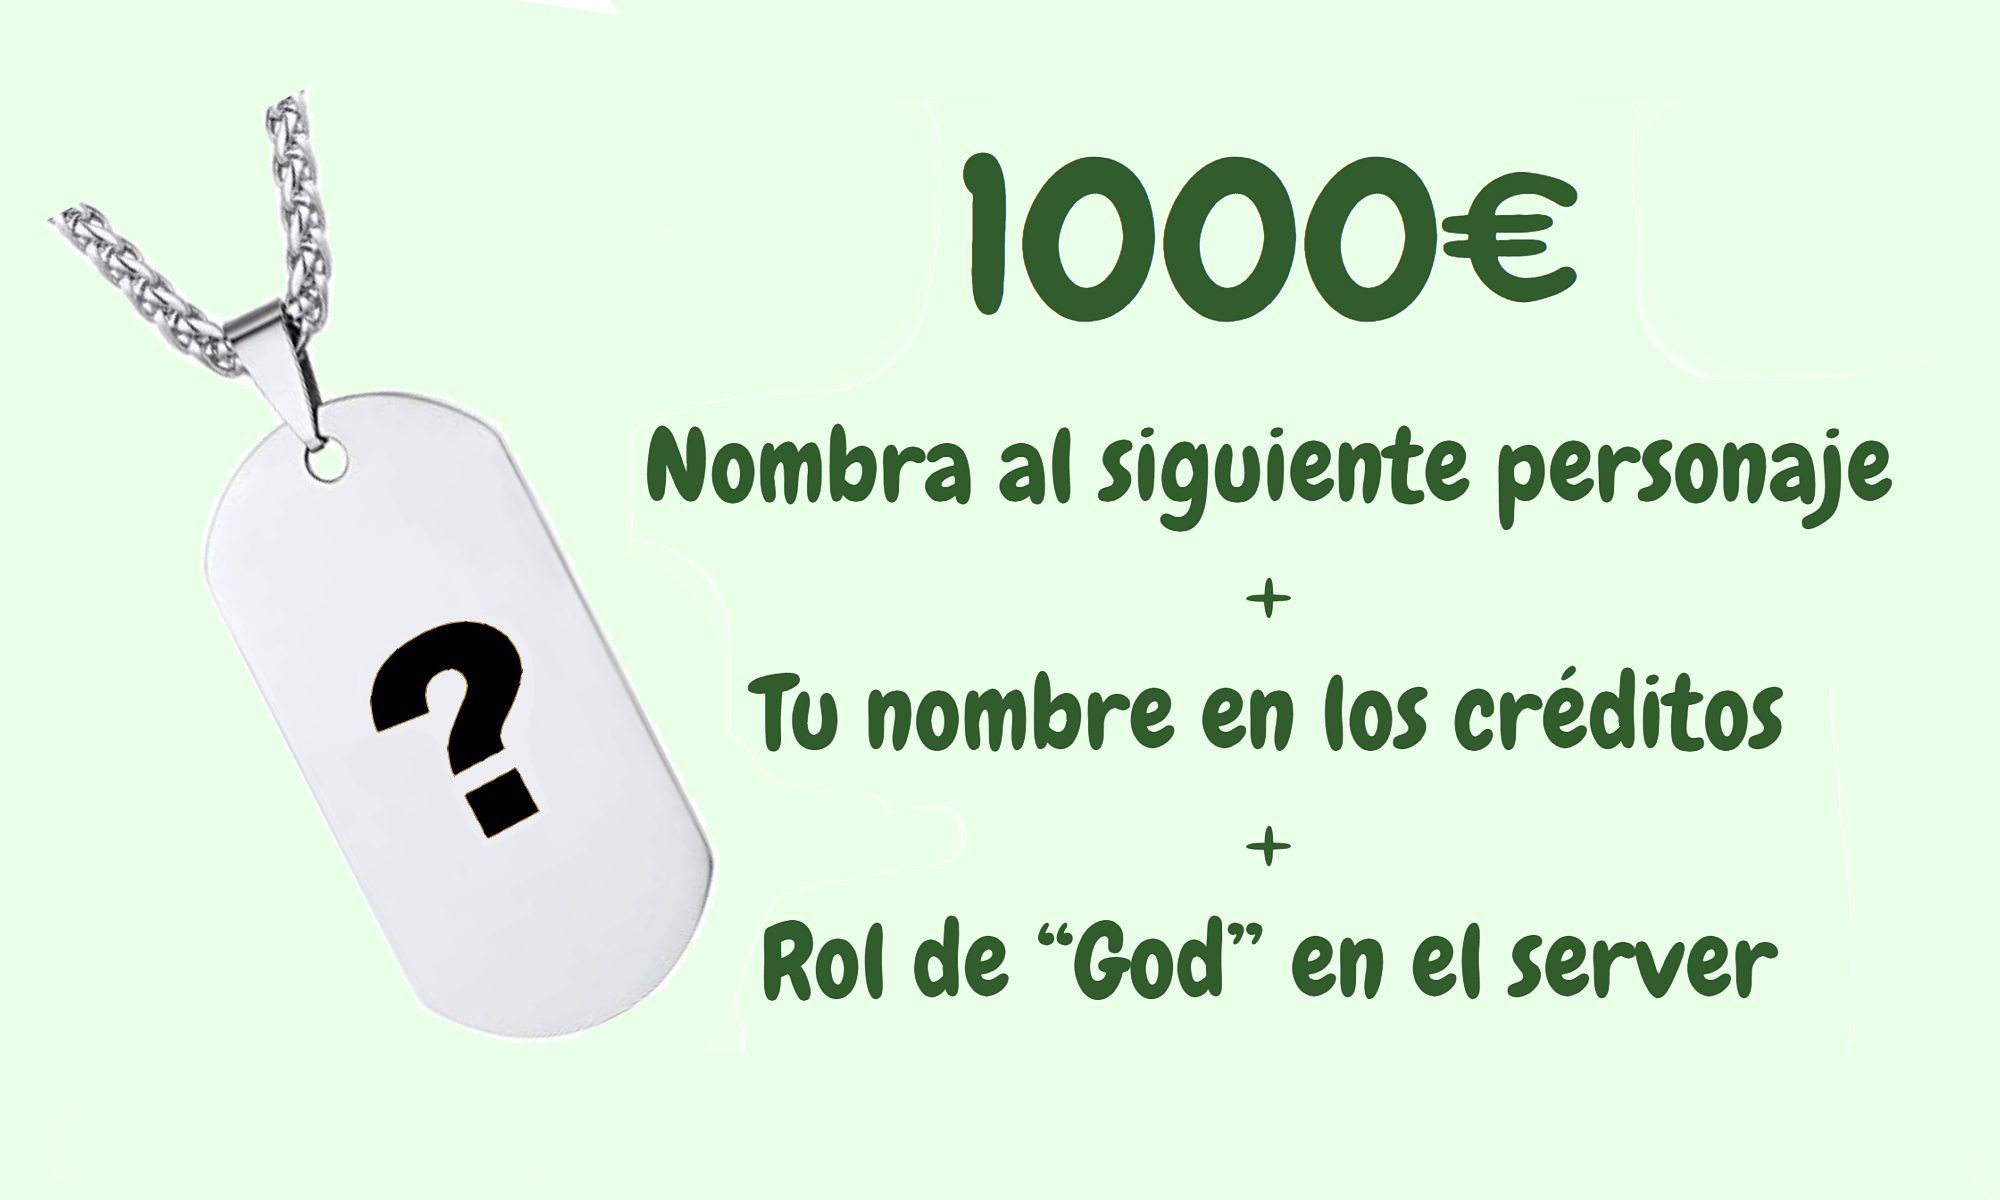 1000€
Nombra al siguiente personaje
+
Tu nombre en los créditos
+
Rol de “God” en el server
?